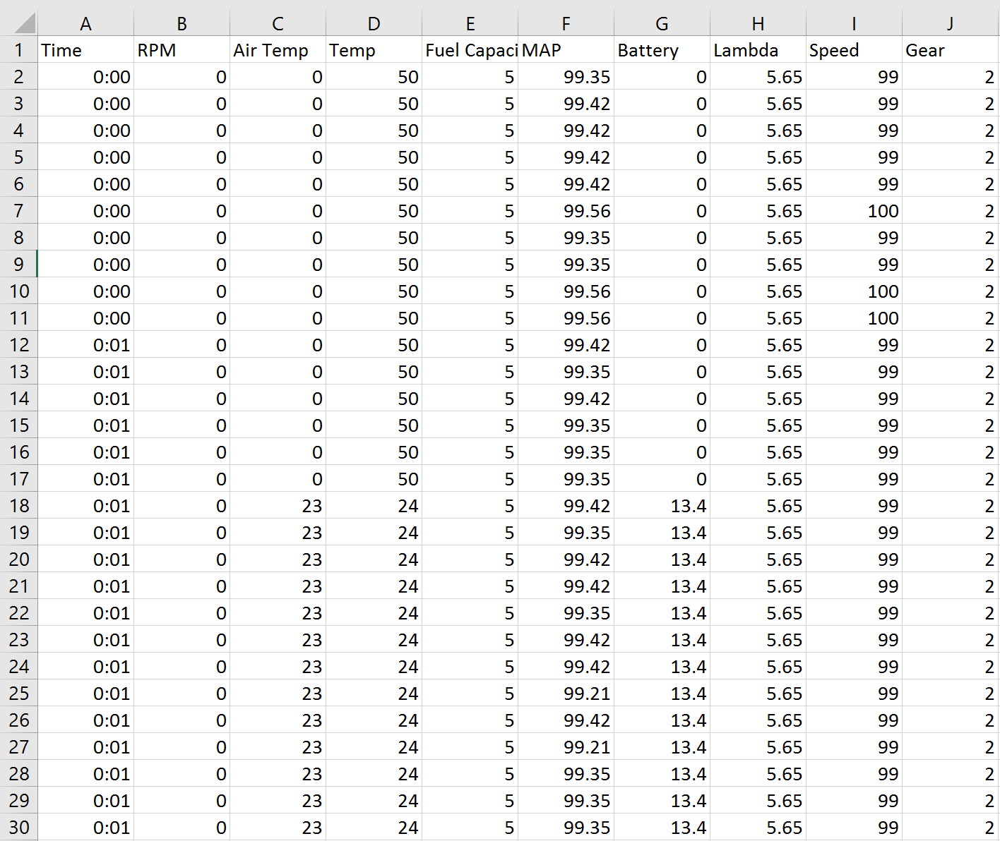 A B C D E F G H I J
1 Time RPM Air Temp Temp Fuel Capaci MAP Battery Lambda Speed Gear
2 0:00 0 0 50 5 99.35 0 5.65 99 2
3 0:00 0 0 50 5 99.42 0 5.65 99 2
4 0:00 0 0 50 5 99.42 0 5.65 99 2
5 0:00 0 0 50 5 99.42 0 5.65 99 2
6 0:00 0 0 50 5 99.42 0 5.65 99 2
7 0:00 0 0 50 5 99.56 0 5.65 100 2
8 0:00 0 0 50 5 99.35 0 5.65 99 2
9 0:00 0 0 50 5 99.35 0 5.65 99 2
10 0:00 0 0 50 5 99.56 0 5.65 100 2
11 0:00 0 0 50 5 99.56 0 5.65 100 2
12 0:01 0 0 50 5 99.42 0 5.65 99 2
13 0:01 0 0 50 5 99.35 0 5.65 99 2
14 0:01 0 0 50 5 99.42 0 5.65 99 2
15 0:01 0 0 50 5 99.35 0 5.65 99 2
16 0:01 0 0 50 5 99.35 0 5.65 99 2
17 0:01 0 0 50 5 99.35 0 5.65 99 2
18 0:01 0 23 24 5 99.42 13.4 5.65 99 2
19 0:01 0 23 24 5 99.35 13.4 5.65 99 2
20 0:01 0 23 24 5 99.42 13.4 5.65 99 2
21 0:01 0 23 24 5 99.42 13.4 5.65 99 2
22 0:01 0 23 24 5 99.35 13.4 5.65 99 2
23 0:01 0 23 24 5 99.42 13.4 5.65 99 2
24 0:01 0 23 24 5 99.42 13.4 5.65 99 2
25 0:01 0 23 24 5 99.21 13.4 5.65 99 2
26 0:01 0 23 24 5 99.42 13.4 5.65 99 2
27 0:01 0 23 24 5 99.21 13.4 5.65 99 2
28 0:01 0 23 24 5 99.35 13.4 5.65 99 2
29 0:01 0 23 24 5 99.35 13.4 5.65 99 2
30 0:01 0 23 24 5 99.35 13.4 5.65 99 2